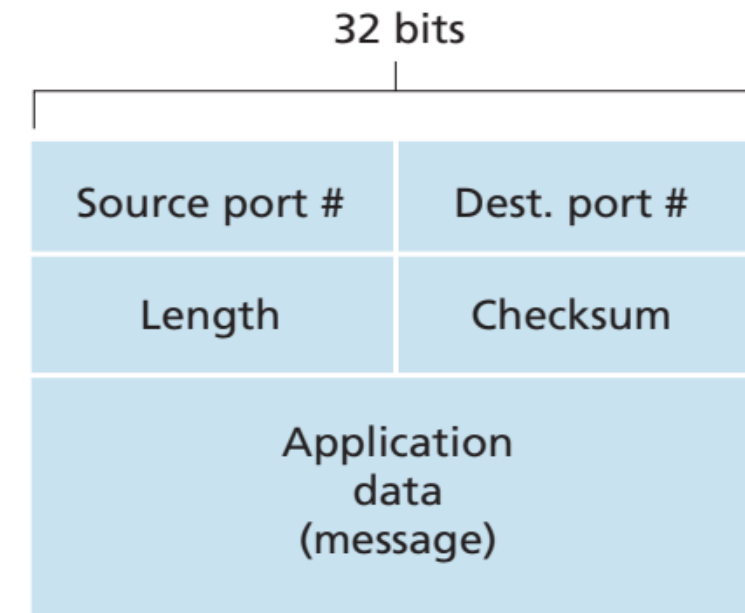 32 bits
Source port #
Dest. port #
Length
Checksum
Application
data
(message)